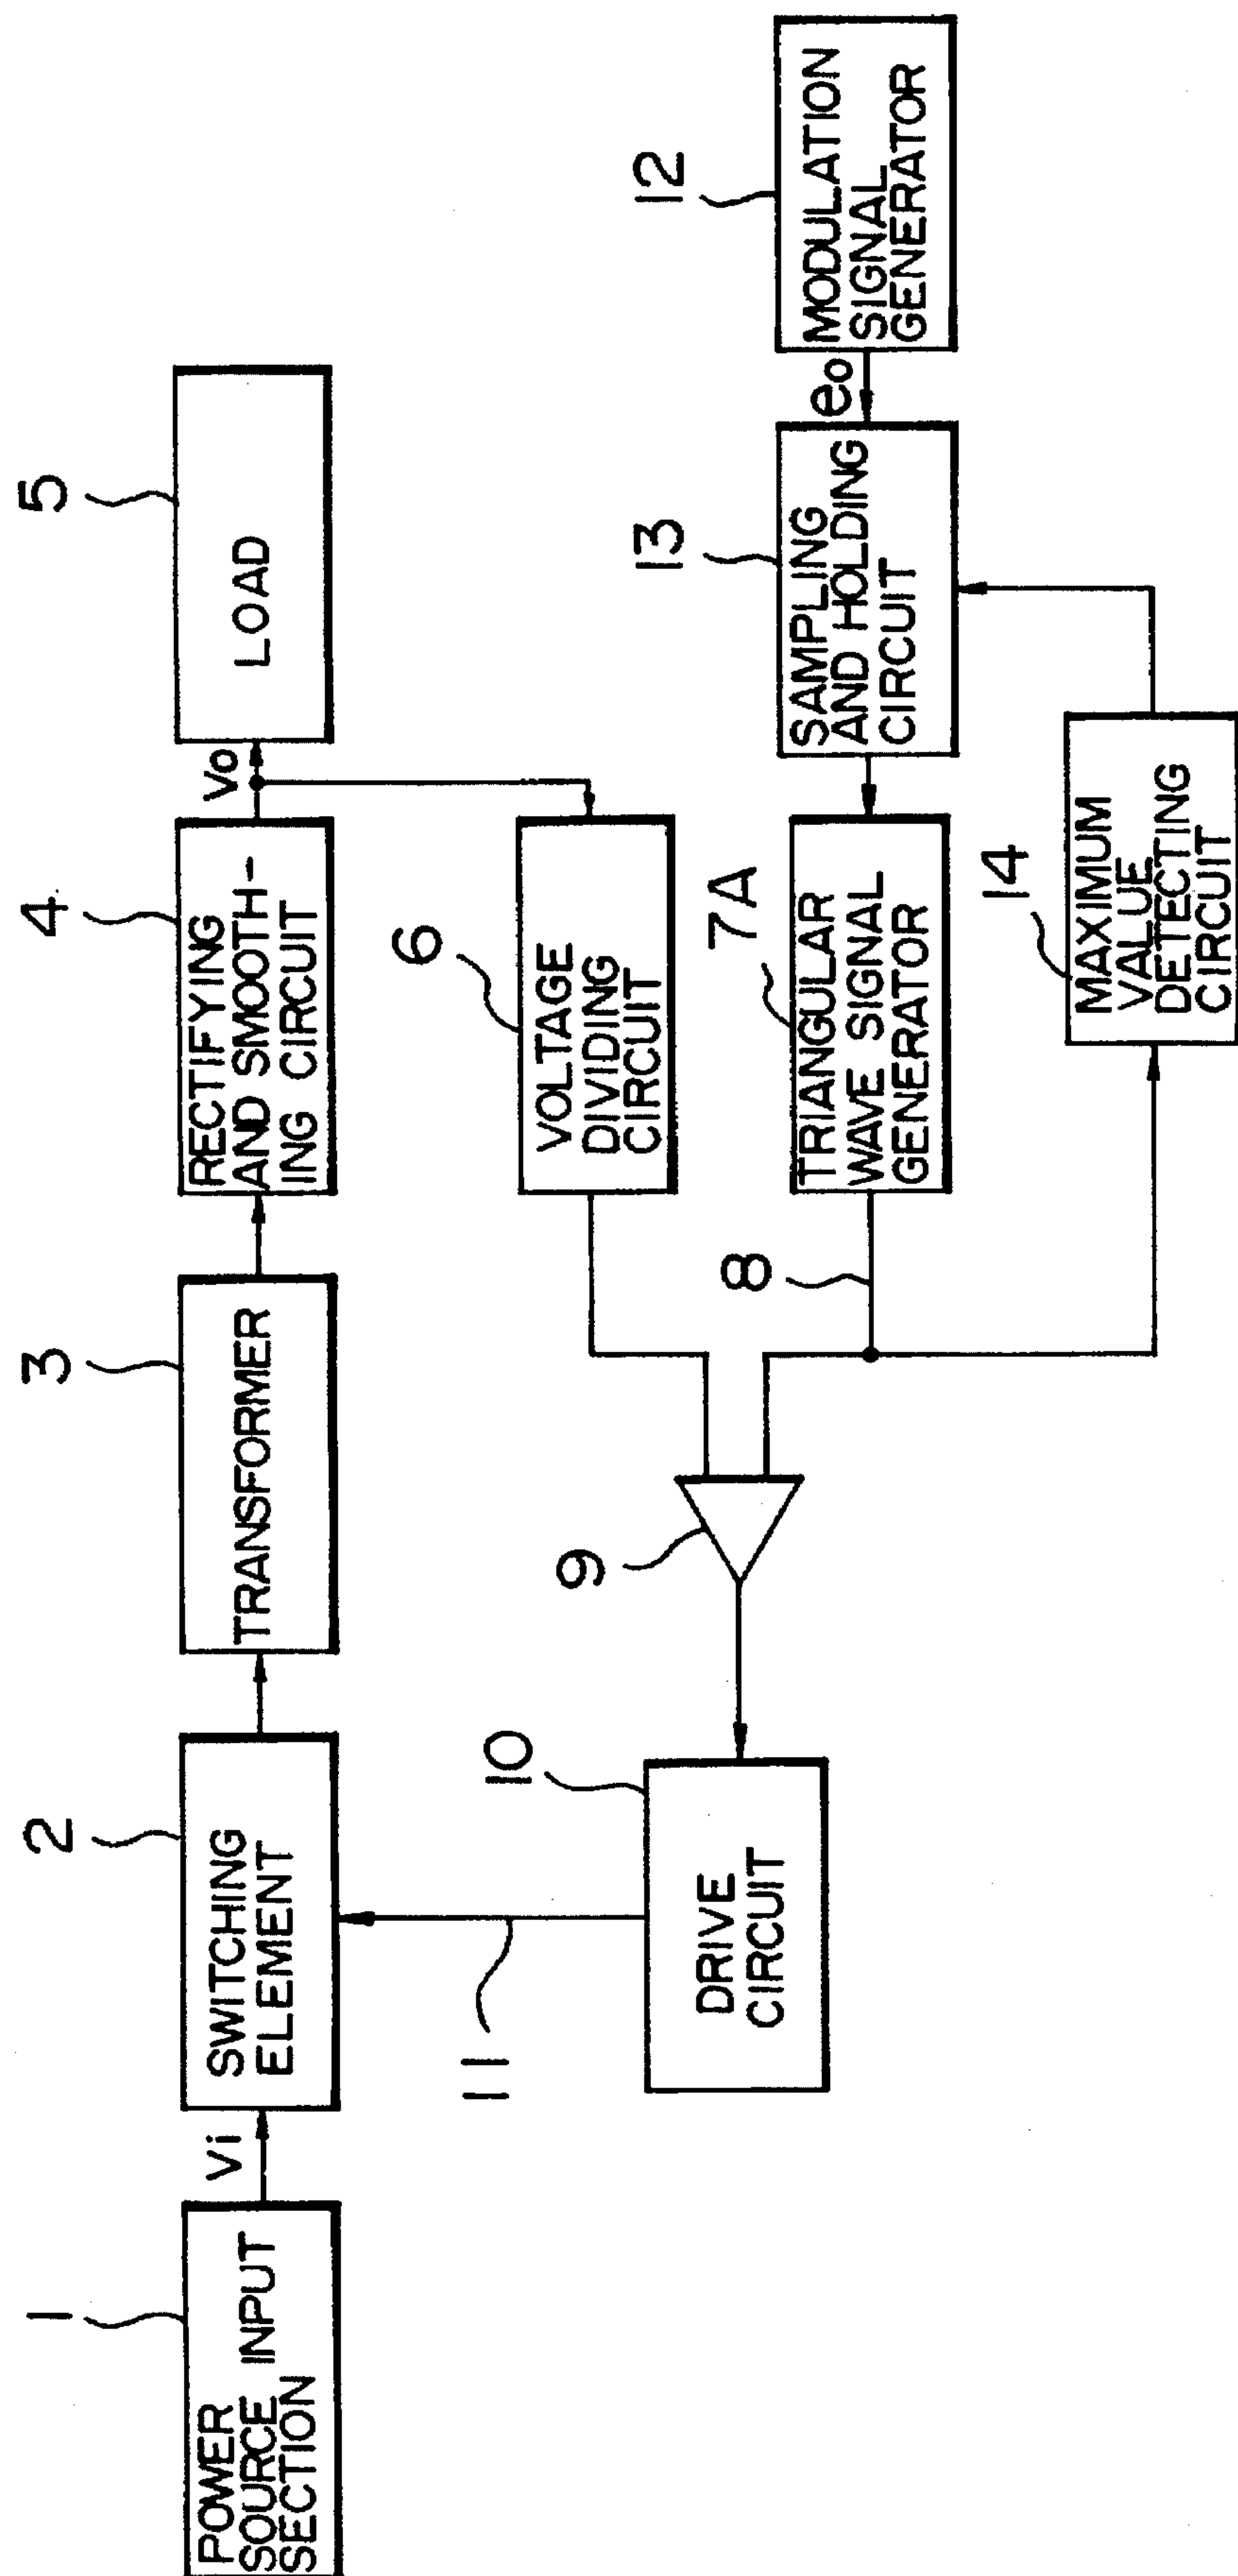 1
POWER
SOURCE INPUT
SECTION
Vi
2
SWITCHING
ELEMENT
3
TRANSFORMER
4
RECTIFYING
AND SMOOTH-
ING CIRCUIT
Vo
5
LOAD
6
VOLTAGE
DIVIDING
CIRCUIT
11
10
DRIVE
CIRCUIT
9
8
7A
TRIANGULAR
WAVE SIGNAL
GENERATOR
13
SAMPLING
AND HOLDING
CIRCUIT
eo
12
MODULATION
SIGNAL
GENERATOR
14
MAXIMUM
VALUE
DETECTING
CIRCUIT